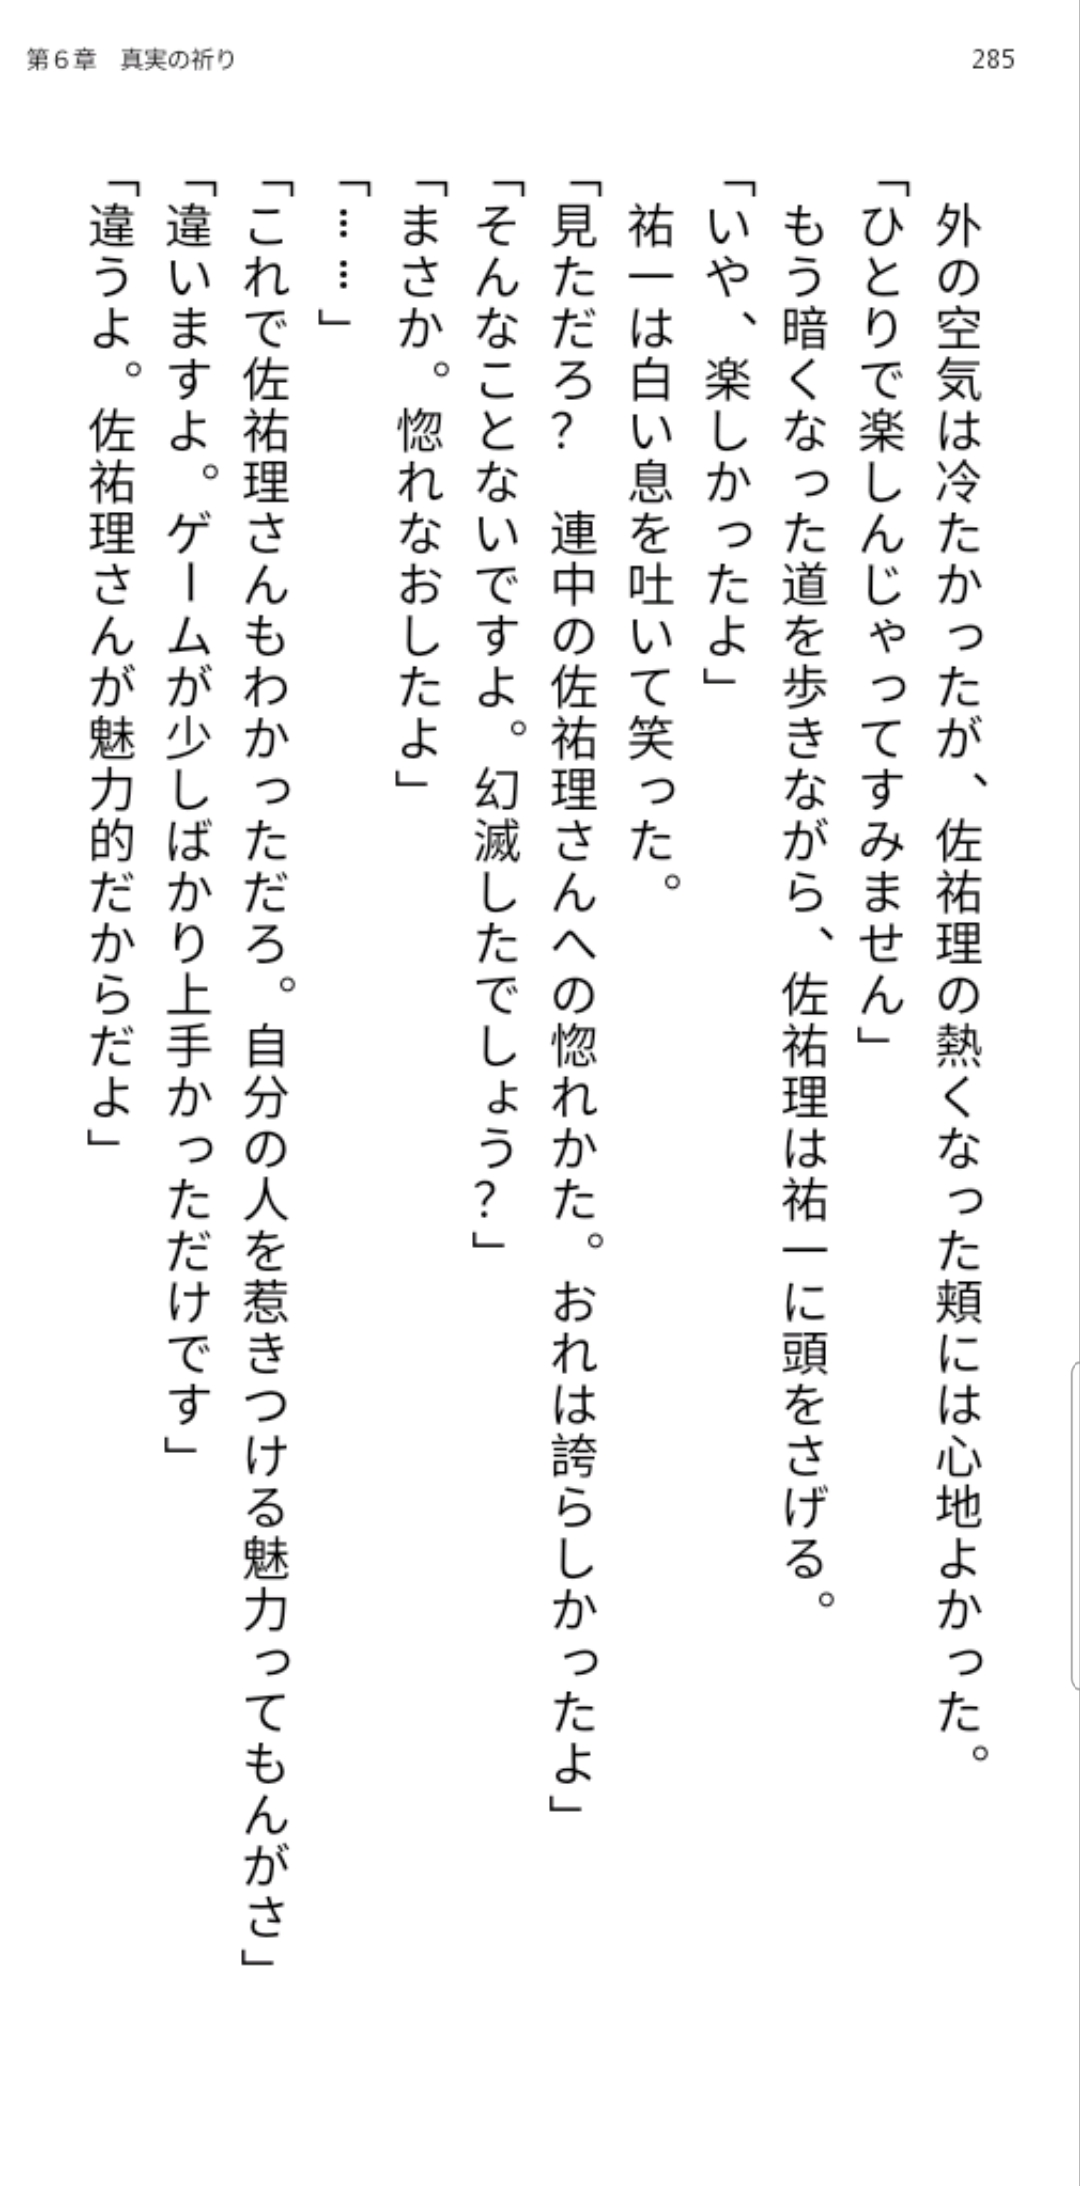 第６章　真実の祈り
285
　外の空気は冷たかったが、佐祐理の熱くなった頬には心地よかった。
「ひとりで楽しんじゃってすみません」
　もう暗くなった道を歩きながら、佐祐理は祐一に頭をさげる。
「いや、楽しかったよ」
　祐一は白い息を吐いて笑った。
「見ただろ？　連中の佐祐理さんへの惚れかた。おれは誇らしかったよ」
「そんなことないですよ。幻滅したでしょう？」
「まさか。惚れなおしたよ」
「……」
「これで佐祐理さんもわかっただろ。自分の人を惹きつける魅力ってもんがさ」
「違いますよ。ゲームが少しばかり上手かっただけです」
「違うよ。佐祐理さんが魅力的だからだよ」